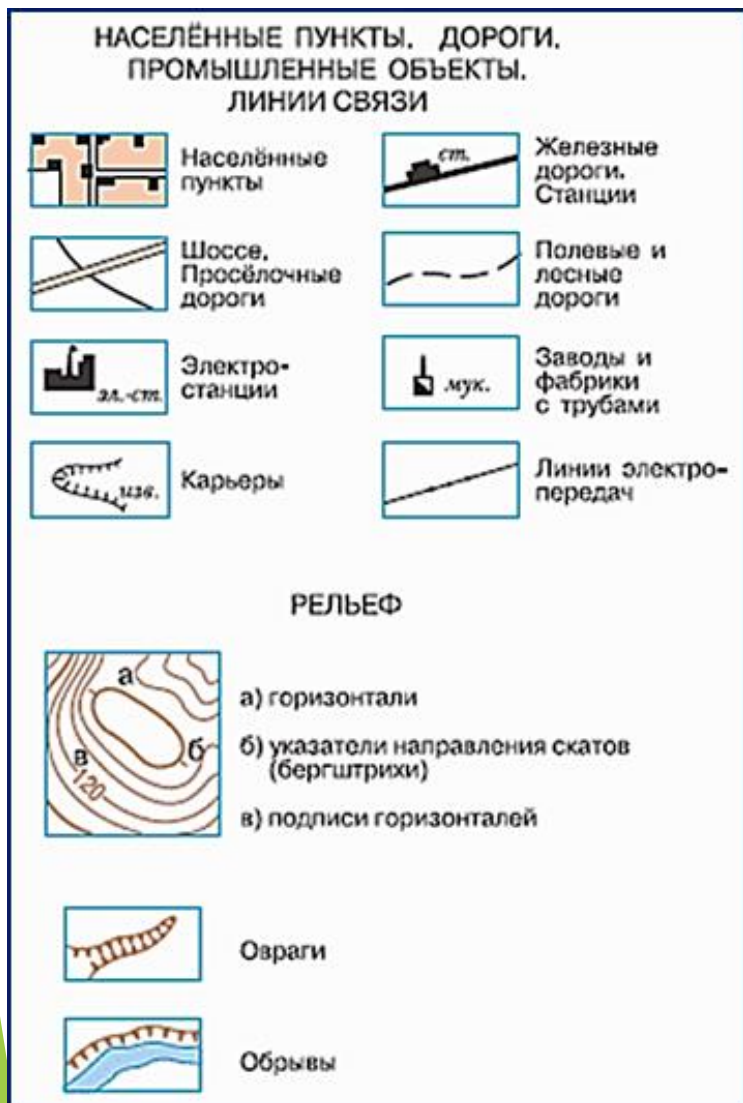 НАСЕЛЁННЫЕ ПУНКТЫ. ДОРОГИ.
ПРОМЫШЛЕННЫЕ ОБЪЕКТЫ.
ЛИНИИ СВЯЗИ
Населённые
пункты
ст.
Железные
дороги.
Станции
Шоссе.
Просёлочные
дороги
Полевые и
лесные
дороги
эл.-ст.
Электро-
станции
мук.
Заводы и
фабрики
с трубами
изв.
Карьеры
Линии электро-
передач
РЕЛЬЕФ
а
б
в
120
а) горизонтали
б) указатели направления скатов
(бергштрихи)
в) подписи горизонталей
Овраги
Обрывы